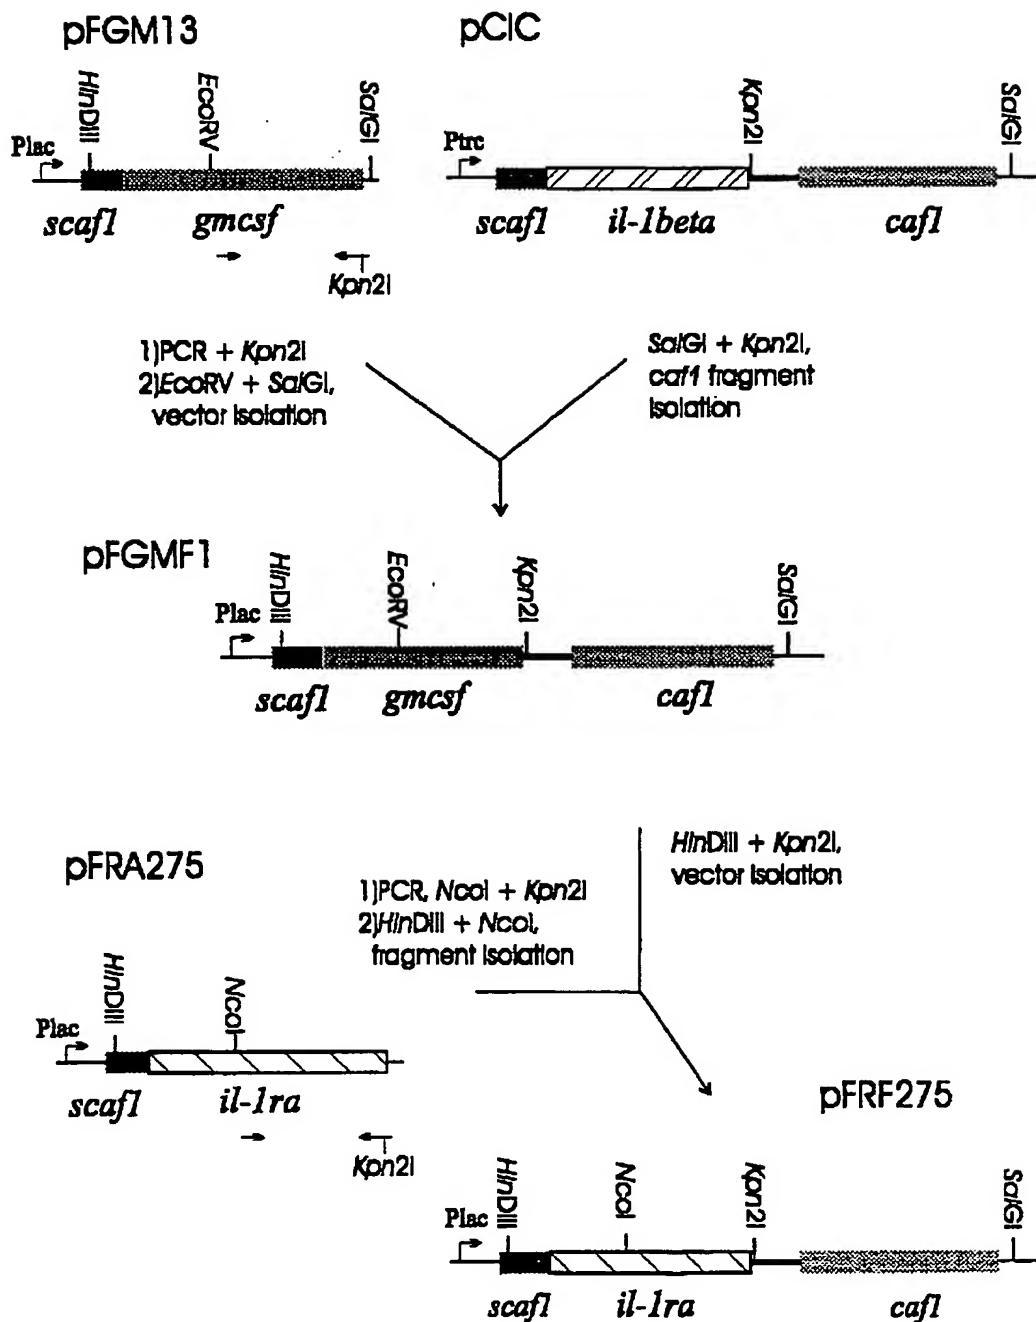 pFGM13
pCIC
HinDIII
EcoRV
SalGI
Kpn2I
SalGI
Plac
Ptrc
scaf1
gmcsf
scaf1
il-1beta
caf1
Kpn2I
1)PCR + Kpn2I
2)EcoRV + SalGI,
vector isolation
SalGI + Kpn2I,
caf1 fragment
isolation
pFGMF1
HinDIII
EcoRV
Kpn2I
SalGI
Plac
scaf1
gmcsf
caf1
pFRA275
HinDIII + Kpn2I,
vector isolation
1)PCR, NcoI + Kpn2I
2)HinDIII + NcoI,
fragment isolation
HinDIII
NcoI
Plac
scaf1
il-1ra
Kpn2I
pFRF275
HinDIII
NcoI
Kpn2I
SalGI
Plac
scaf1
il-1ra
caf1